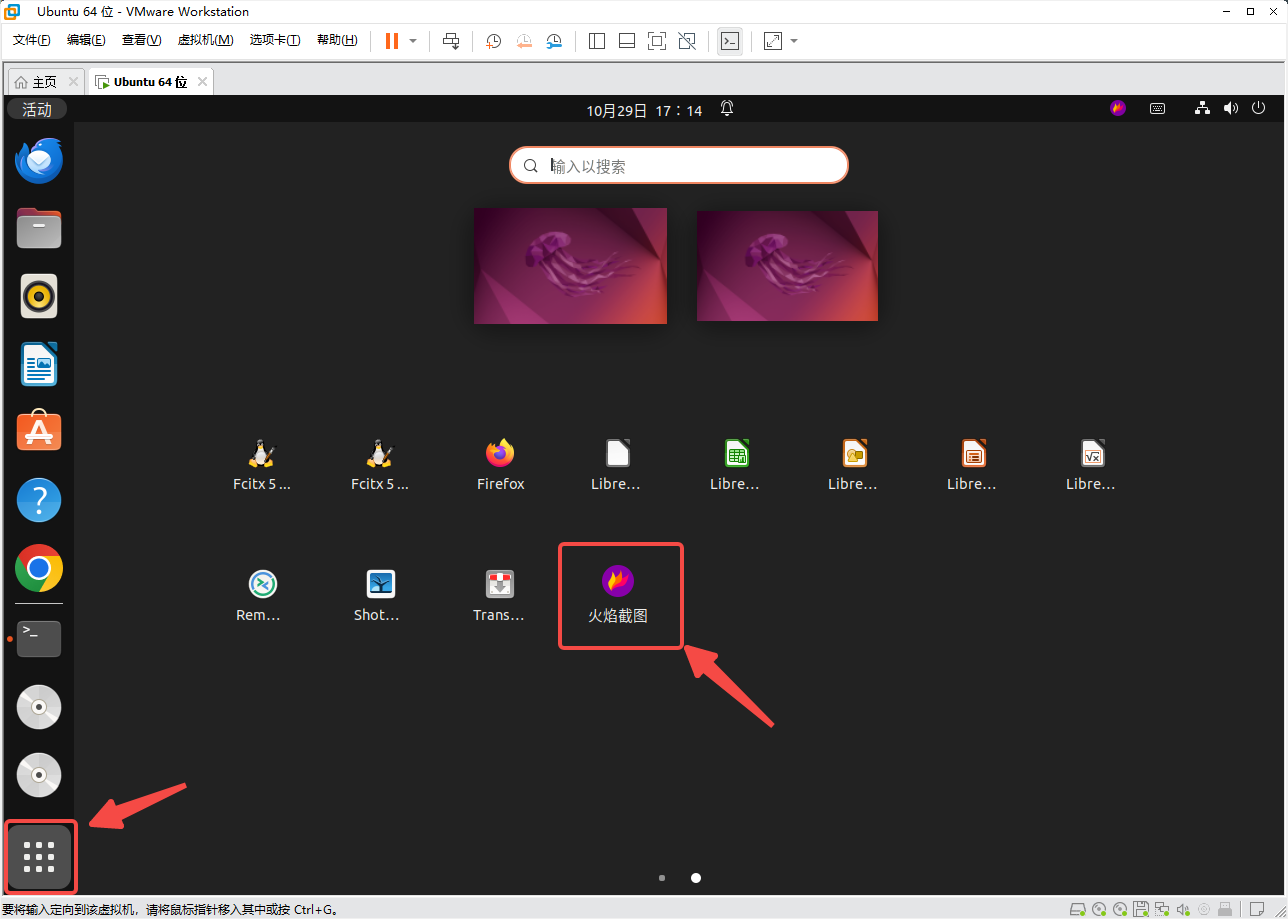 Ubuntu 64 位 - VMware Workstation
文件(F) 编辑(E) 查看(V) 虚拟机(M) 选项卡(T) 帮助(H)
主页 Ubuntu 64 位
活动 10月29日 17：14
输入以搜索
Fcitx 5 ... Fcitx 5 ... Firefox Libre... Libre... Libre... Libre... Libre...
Rem... Shot... Trans... 火焰截图
要将输入定向到该虚拟机，请将鼠标指针移入其中或按 Ctrl+G。